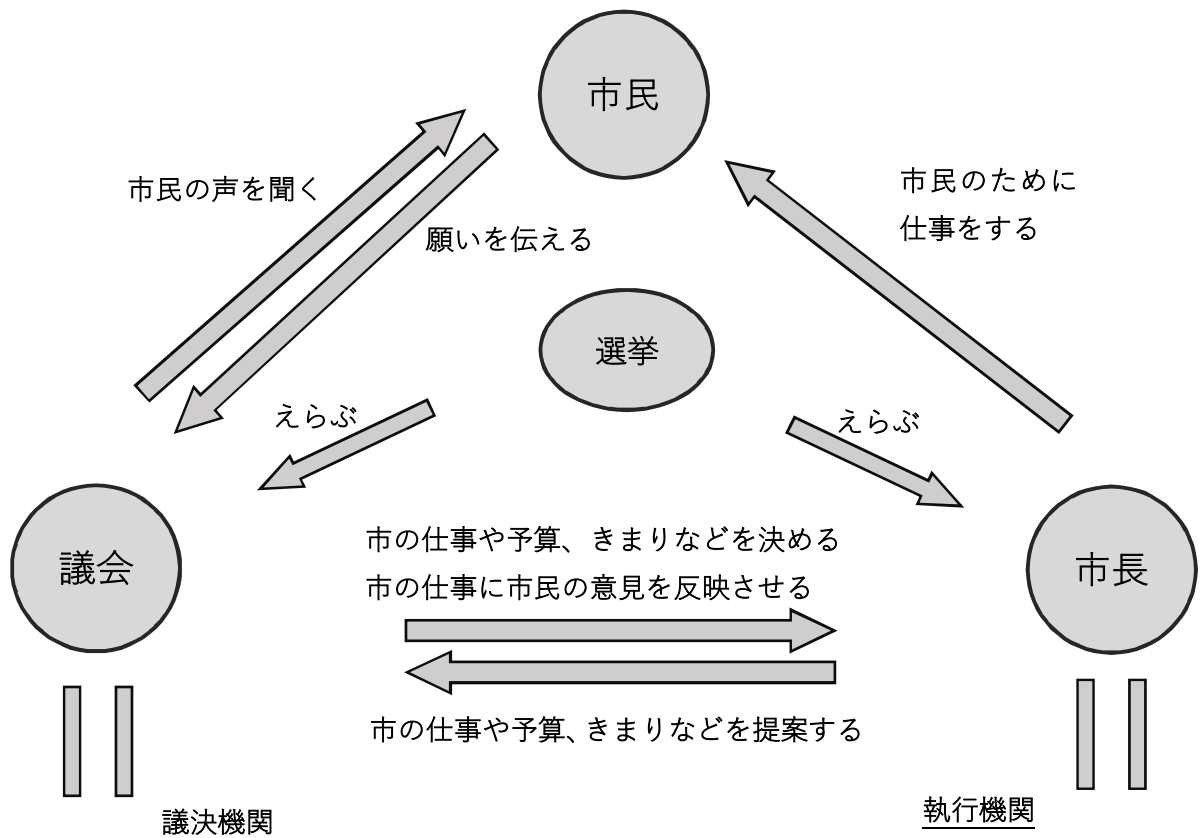 市民
市民の声を聞く
願いを伝える
市民のために
仕事をする
選挙
えらぶ
えらぶ
議会
市の仕事や予算、きまりなどを決める
市の仕事に市民の意見を反映させる
市長
市の仕事や予算、きまりなどを提案する
議決機関
執行機関